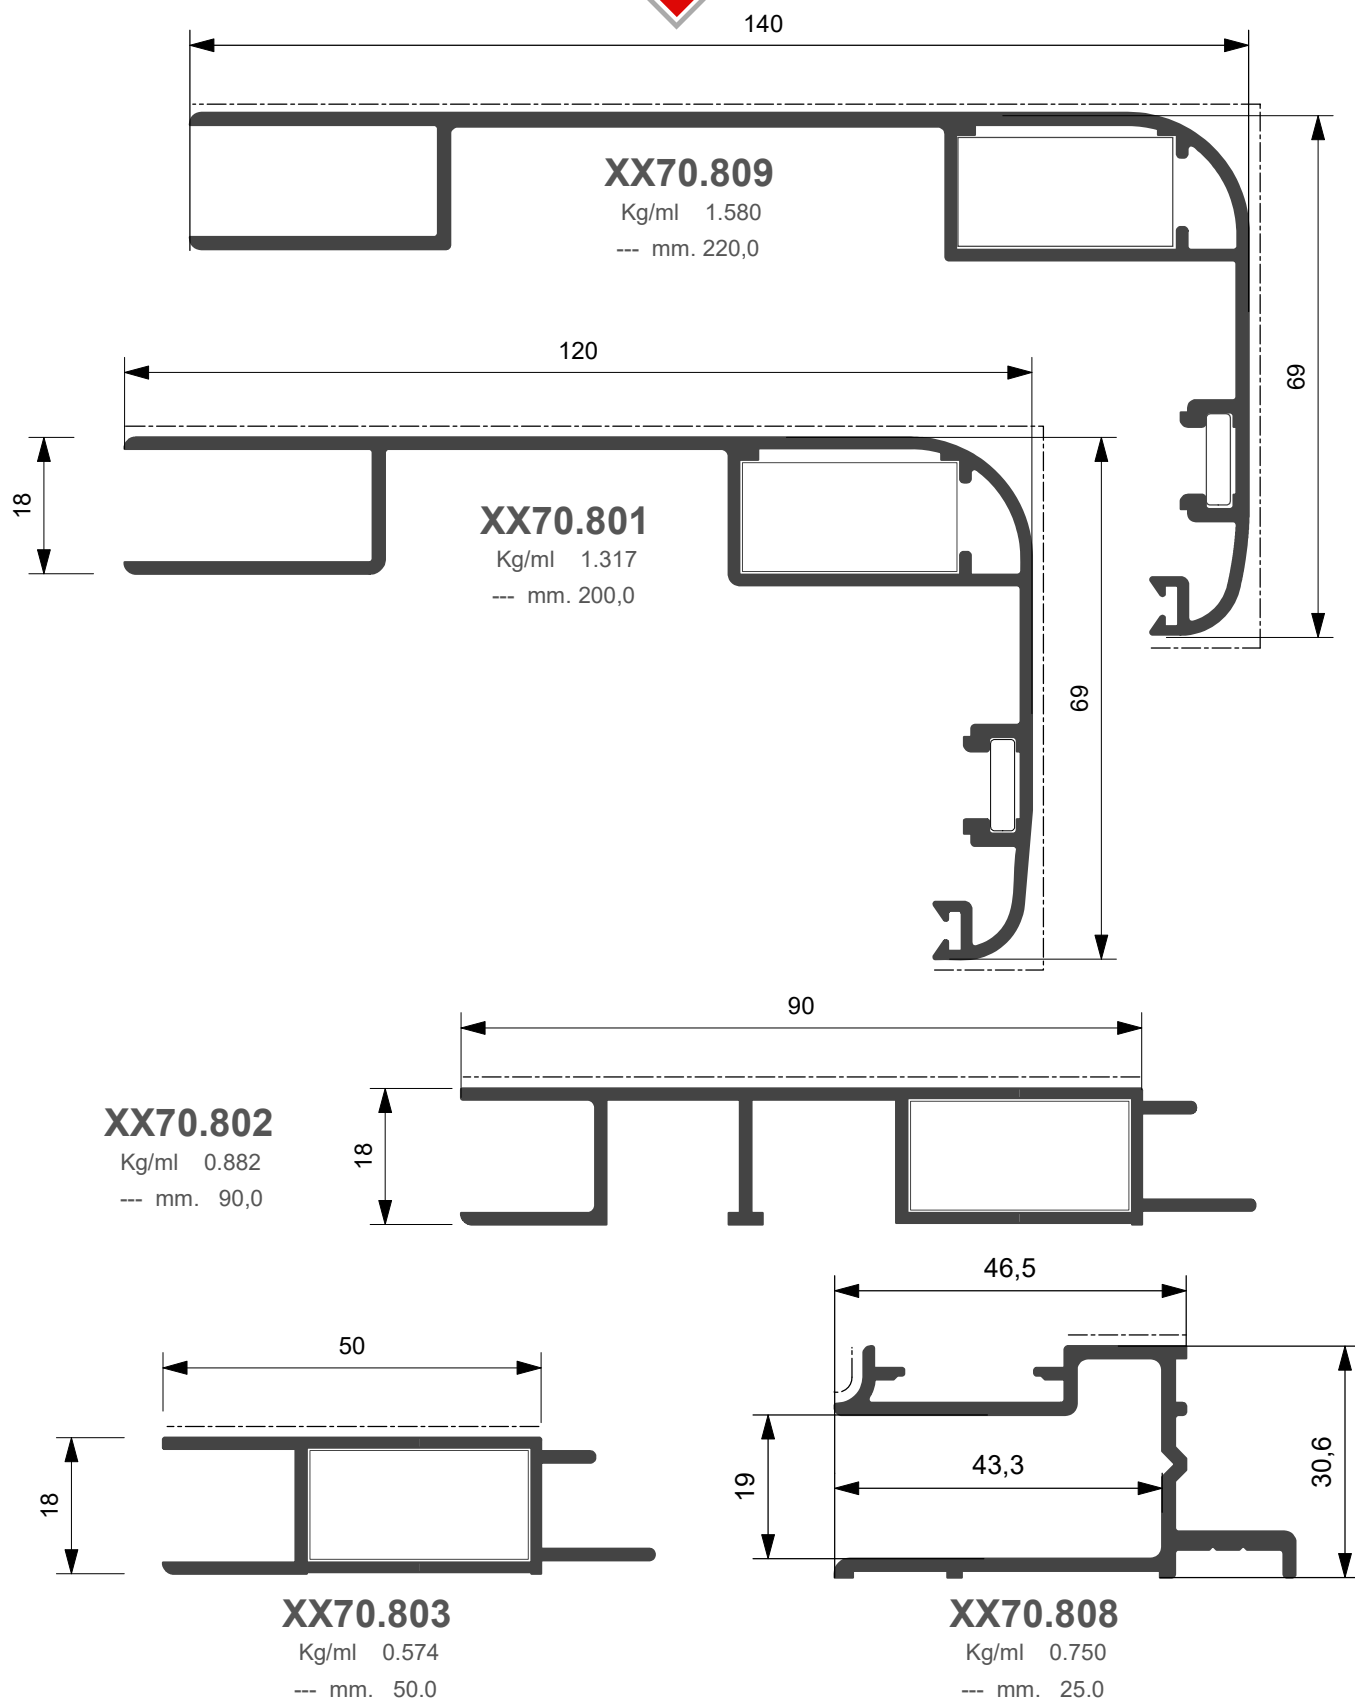 140
XX70.809
Kg/ml 1.580
--- mm. 220,0
69
120
18
XX70.801
Kg/ml 1.317
--- mm. 200,0
69
90
XX70.802
Kg/ml 0.882
--- mm. 90,0
18
46,5
50
18
19
43,3
30,6
XX70.803
Kg/ml 0.574
--- mm. 50.0
XX70.808
Kg/ml 0.750
--- mm. 25.0